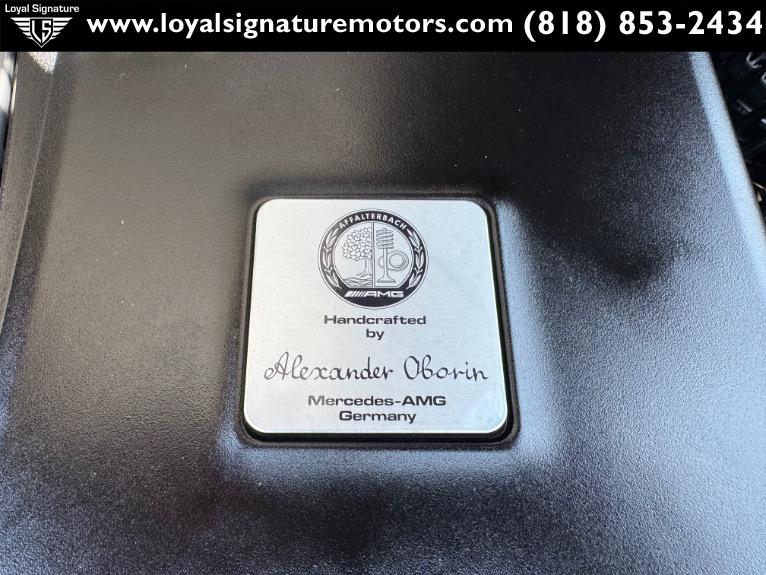 Loyal Signature
LS
www.loyalsignaturemotors.com (818) 853-2434
AFFALTERBACH
AMG
Handcrafted
by
Alexander Oborin
Mercedes-AMG
Germany